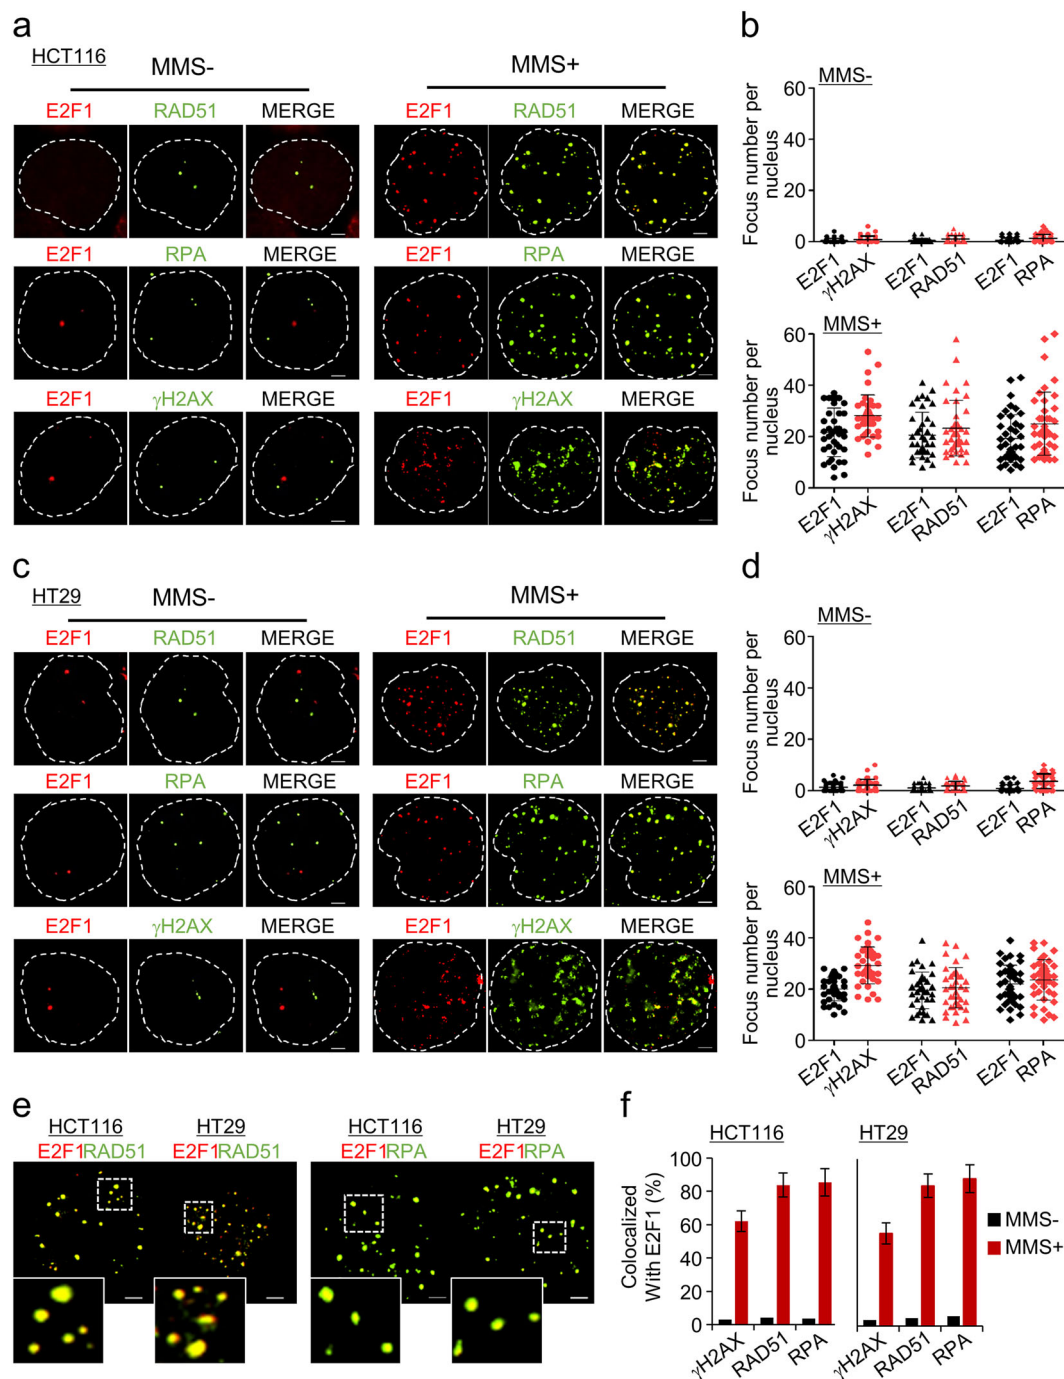 a
HCT116
MMS-
MMS+
E2F1 RAD51 MERGE E2F1 RAD51 MERGE
E2F1 RPA MERGE E2F1 RPA MERGE
E2F1 γH2AX MERGE E2F1 γH2AX MERGE
b
MMS-
Focus number per
nucleus
60
40
20
0
E2F1
γH2AX
E2F1
RAD51
E2F1
RPA
MMS+
Focus number per
nucleus
60
40
20
0
E2F1
γH2AX
E2F1
RAD51
E2F1
RPA
c
HT29
MMS-
MMS+
E2F1 RAD51 MERGE E2F1 RAD51 MERGE
E2F1 RPA MERGE E2F1 RPA MERGE
E2F1 γH2AX MERGE E2F1 γH2AX MERGE
d
MMS-
Focus number per
nucleus
60
40
20
0
E2F1
γH2AX
E2F1
RAD51
E2F1
RPA
MMS+
Focus number per
nucleus
60
40
20
0
E2F1
γH2AX
E2F1
RAD51
E2F1
RPA
e
HCT116 HT29 HCT116 HT29
E2F1RAD51 E2F1RAD51 E2F1RPA E2F1RPA
f
HCT116 HT29
Colocalized
With E2F1 (%)
100
80
60
40
20
0
γH2AX
RAD51
RPA
γH2AX
RAD51
RPA
MMS-
MMS+